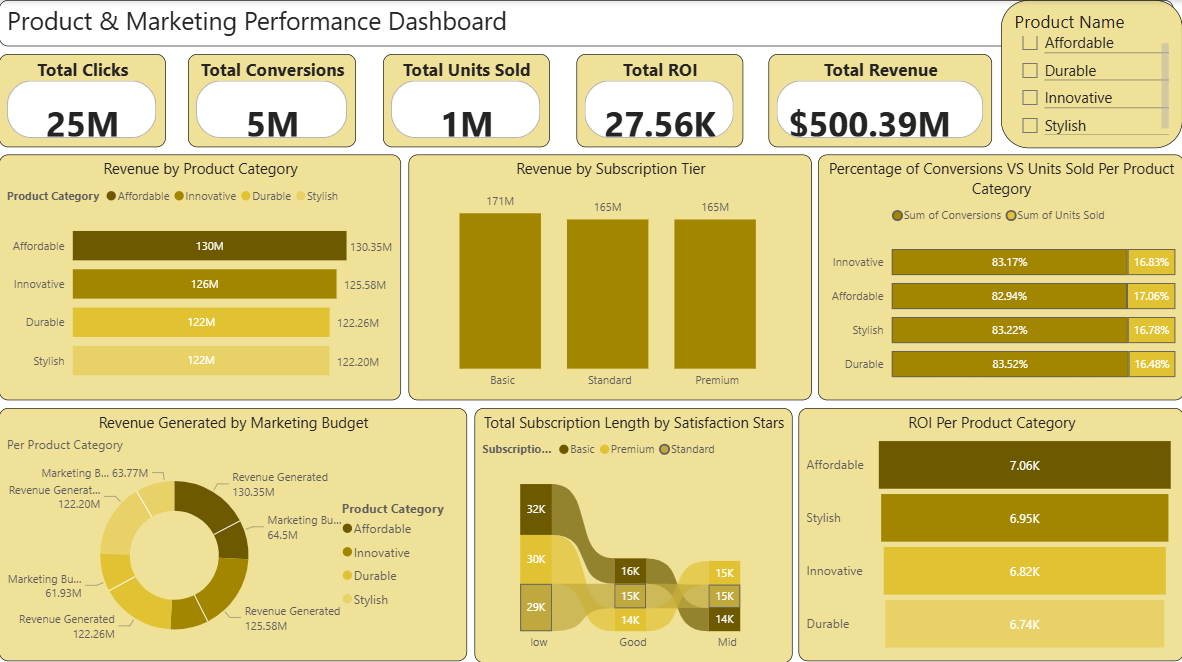 Product & Marketing Performance Dashboard
Product Name
Affordable
Durable
Innovative
Stylish
Total Clicks
25M
Total Conversions
5M
Total Units Sold
1M
Total ROI
27.56K
Total Revenue
$500.39M
Revenue by Product Category
Product Category Affordable Innovative Durable Stylish
Affordable 130M 130.35M
Innovative 126M 125.58M
Durable 122M 122.26M
Stylish 122M 122.20M
Revenue by Subscription Tier
171M 165M 165M
Basic Standard Premium
Percentage of Conversions VS Units Sold Per Product
Category
Sum of Conversions Sum of Units Sold
Innovative 83.17% 16.83%
Affordable 82.94% 17.06%
Stylish 83.22% 16.78%
Durable 83.52% 16.48%
Revenue Generated by Marketing Budget
Per Product Category
Marketing B... 63.77M
Revenue Generated
130.35M
Revenue Generat...
122.20M
Marketing Bu...
64.5M
Marketing Bu...
61.93M
Revenue Generated
122.26M
Revenue Generated
125.58M
Product Category
Affordable
Innovative
Durable
Stylish
Total Subscription Length by Satisfaction Stars
Subscriptio... Basic Premium Standard
32K
30K
29K
16K
15K
14K
15K
15K
14K
low Good Mid
ROI Per Product Category
Affordable 7.06K
Stylish 6.95K
Innovative 6.82K
Durable 6.74K